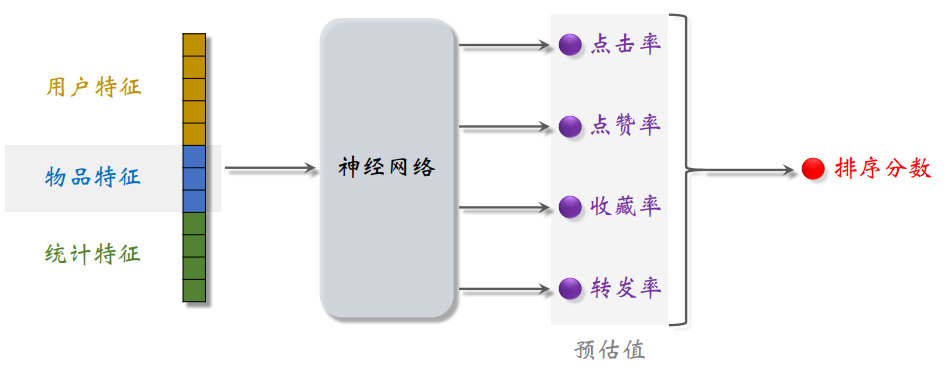 用户特征
物品特征
统计特征
神经网络
点击率
点赞率
收藏率
转发率
预估值
排序分数